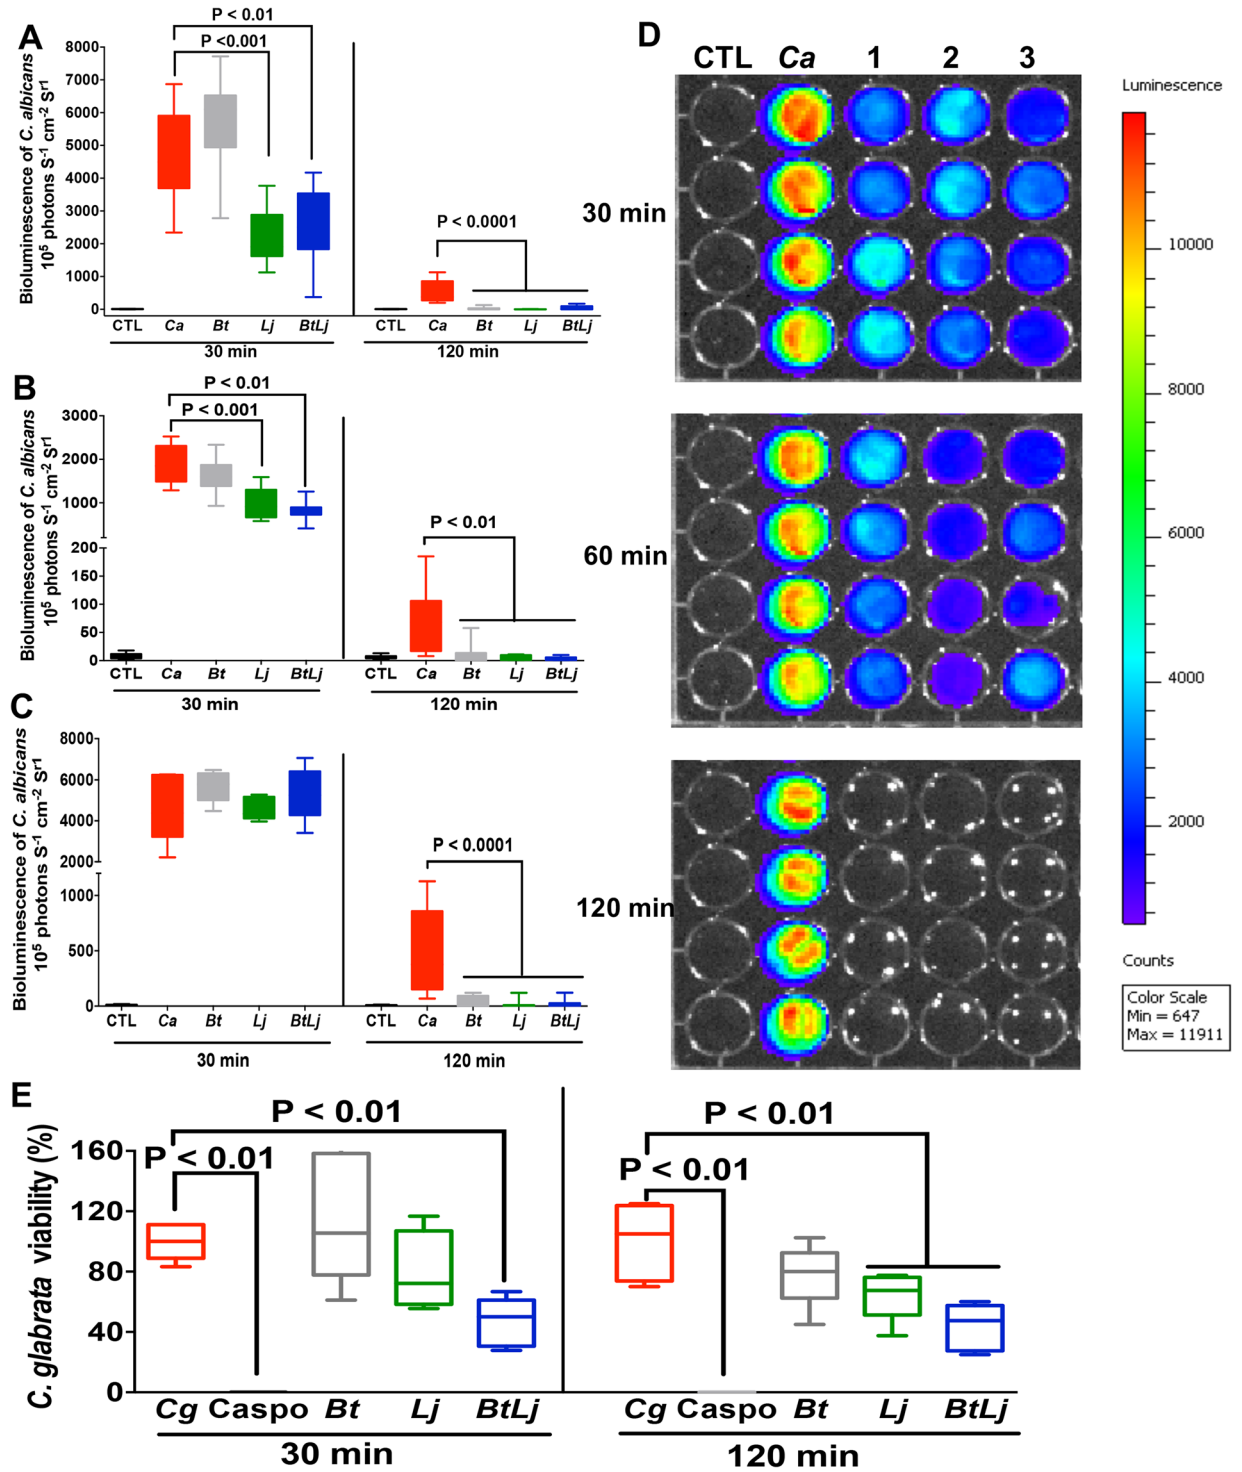 A
P < 0.01
P <0.001
Bioluminescence of C. albicans
10⁵ photons S⁻¹ cm⁻² Sr¹
8000
7000
6000
5000
4000
3000
2000
1000
0
CTL Ca Bt Lj BtLj
30 min
P < 0.0001
CTL Ca Bt Lj BtLj
120 min
B
P < 0.01
P < 0.001
Bioluminescence of C. albicans
10⁵ photons S⁻¹ cm⁻² Sr¹
3000
2000
1000
200
150
100
50
0
CTL Ca Bt Lj BtLj
30 min
P < 0.01
CTL Ca Bt Lj BtLj
120 min
C
Bioluminescence of C. albicans
10⁵ photons S⁻¹ cm⁻² Sr¹
8000
6000
4000
2000
1000
500
0
CTL Ca Bt Lj BtLj
30 min
P < 0.0001
CTL Ca Bt Lj BtLj
120 min
D
CTL Ca 1 2 3
30 min
60 min
120 min
Luminescence
10000
8000
6000
4000
2000
Counts
Color Scale
Min = 647
Max = 11911
E
C. glabrata viability (%)
160
120
80
40
0
P < 0.01
P < 0.01
Cg Caspo Bt Lj BtLj
30 min
P < 0.01
P < 0.01
Cg Caspo Bt Lj BtLj
120 min